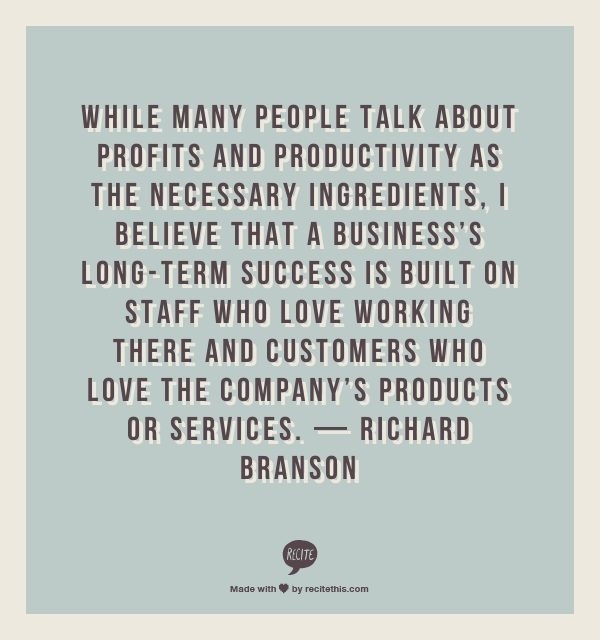 WHILE MANY PEOPLE TALK ABOUT
PROFITS AND PRODUCTIVITY AS
THE NECESSARY INGREDIENTS, I
BELIEVE THAT A BUSINESS’S
LONG-TERM SUCCESS IS BUILT ON
STAFF WHO LOVE WORKING
THERE AND CUSTOMERS WHO
LOVE THE COMPANY’S PRODUCTS
OR SERVICES. — RICHARD
BRANSON
RECITE
Made with ♥ by recitethis.com